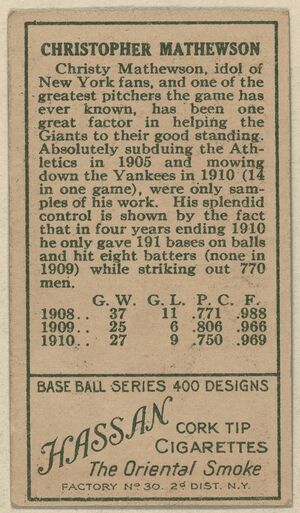 CHRISTOPHER MATHEWSON
Christy Mathewson, idol of
New York fans, and one of the
greatest pitchers the game has
ever known, has been one
great factor in helping the
Giants to their good standing.
Absolutely subduing the Ath-
letics in 1905 and mowing
down the Yankees in 1910 (14
in one game), were only sam-
ples of his work. His splendid
control is shown by the fact
that in four years ending 1910
he only gave 191 bases on balls
and hit eight batters (none in
1909) while striking out 770
men.
G. W. G. L. P. C. F.
1908.. 37 11 .771 .988
1909.. 25 6 .806 .966
1910.. 27 9 .750 .969
BASE BALL SERIES 400 DESIGNS
HASSAN
CORK TIP
CIGARETTES
The Oriental Smoke
FACTORY No 30. 2d DIST. N.Y.